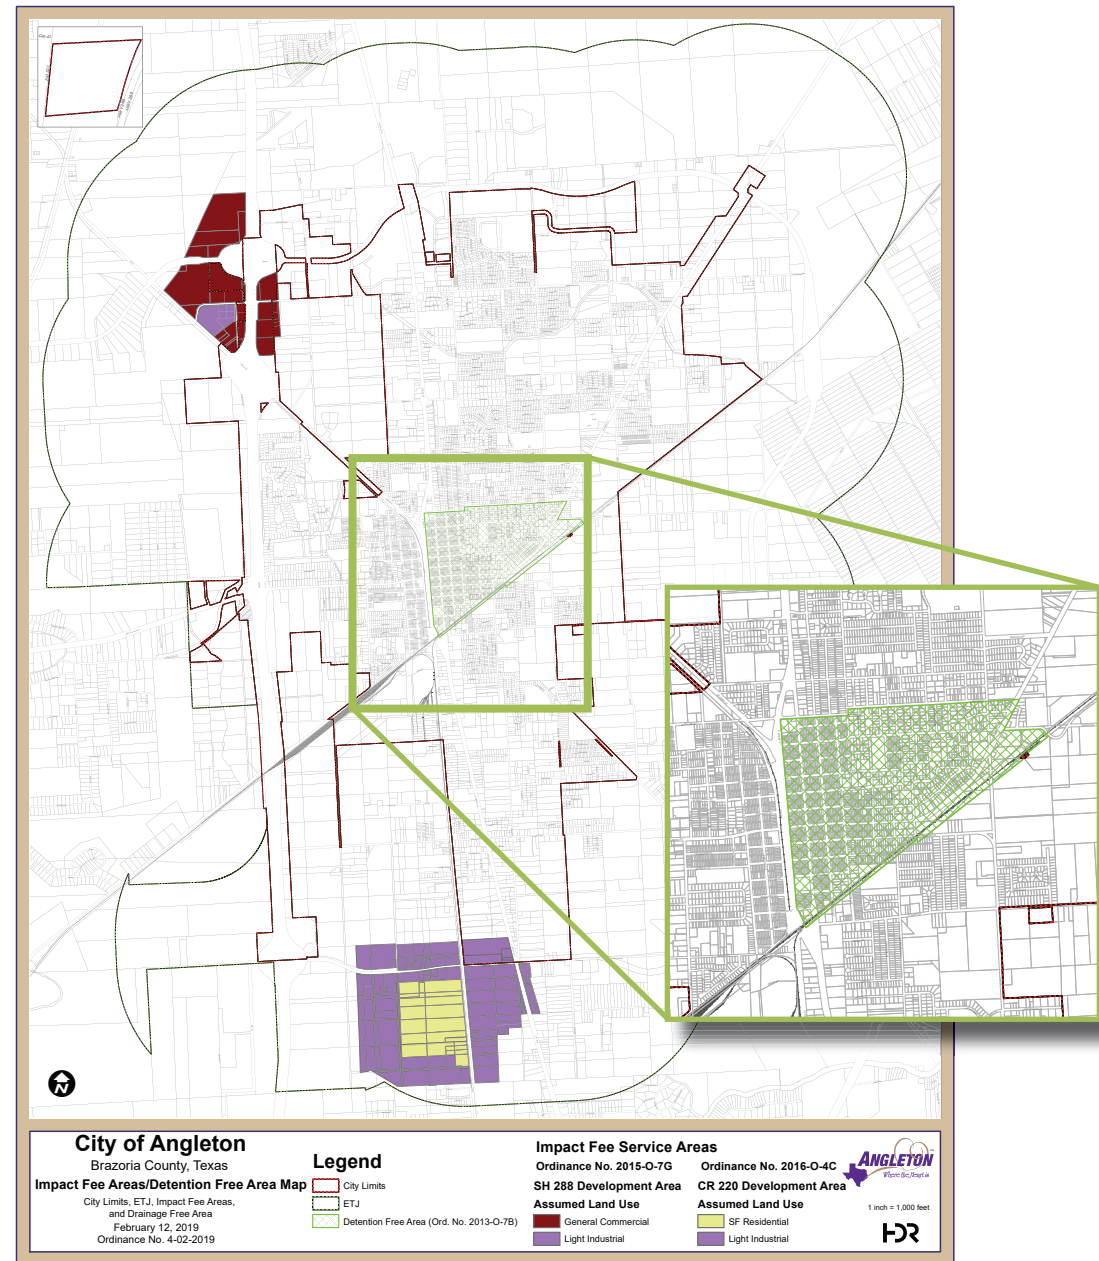 City of Angleton
Brazoria County, Texas
Impact Fee Areas/Detention Free Area Map
City Limits, ETJ, Impact Fee Areas,
and Drainage Free Area
February 12, 2019
Ordinance No. 4-02-2019
Legend
City Limits
ETJ
Detention Free Area (Ord. No. 2013-O-7B)
Impact Fee Service Areas
Ordinance No. 2015-O-7G
SH 288 Development Area
Assumed Land Use
General Commercial
Light Industrial
Ordinance No. 2016-O-4C
CR 220 Development Area
Assumed Land Use
SF Residential
Light Industrial
ANGLETON
Where the Heart is
1 inch = 1,000 feet
HDR
N